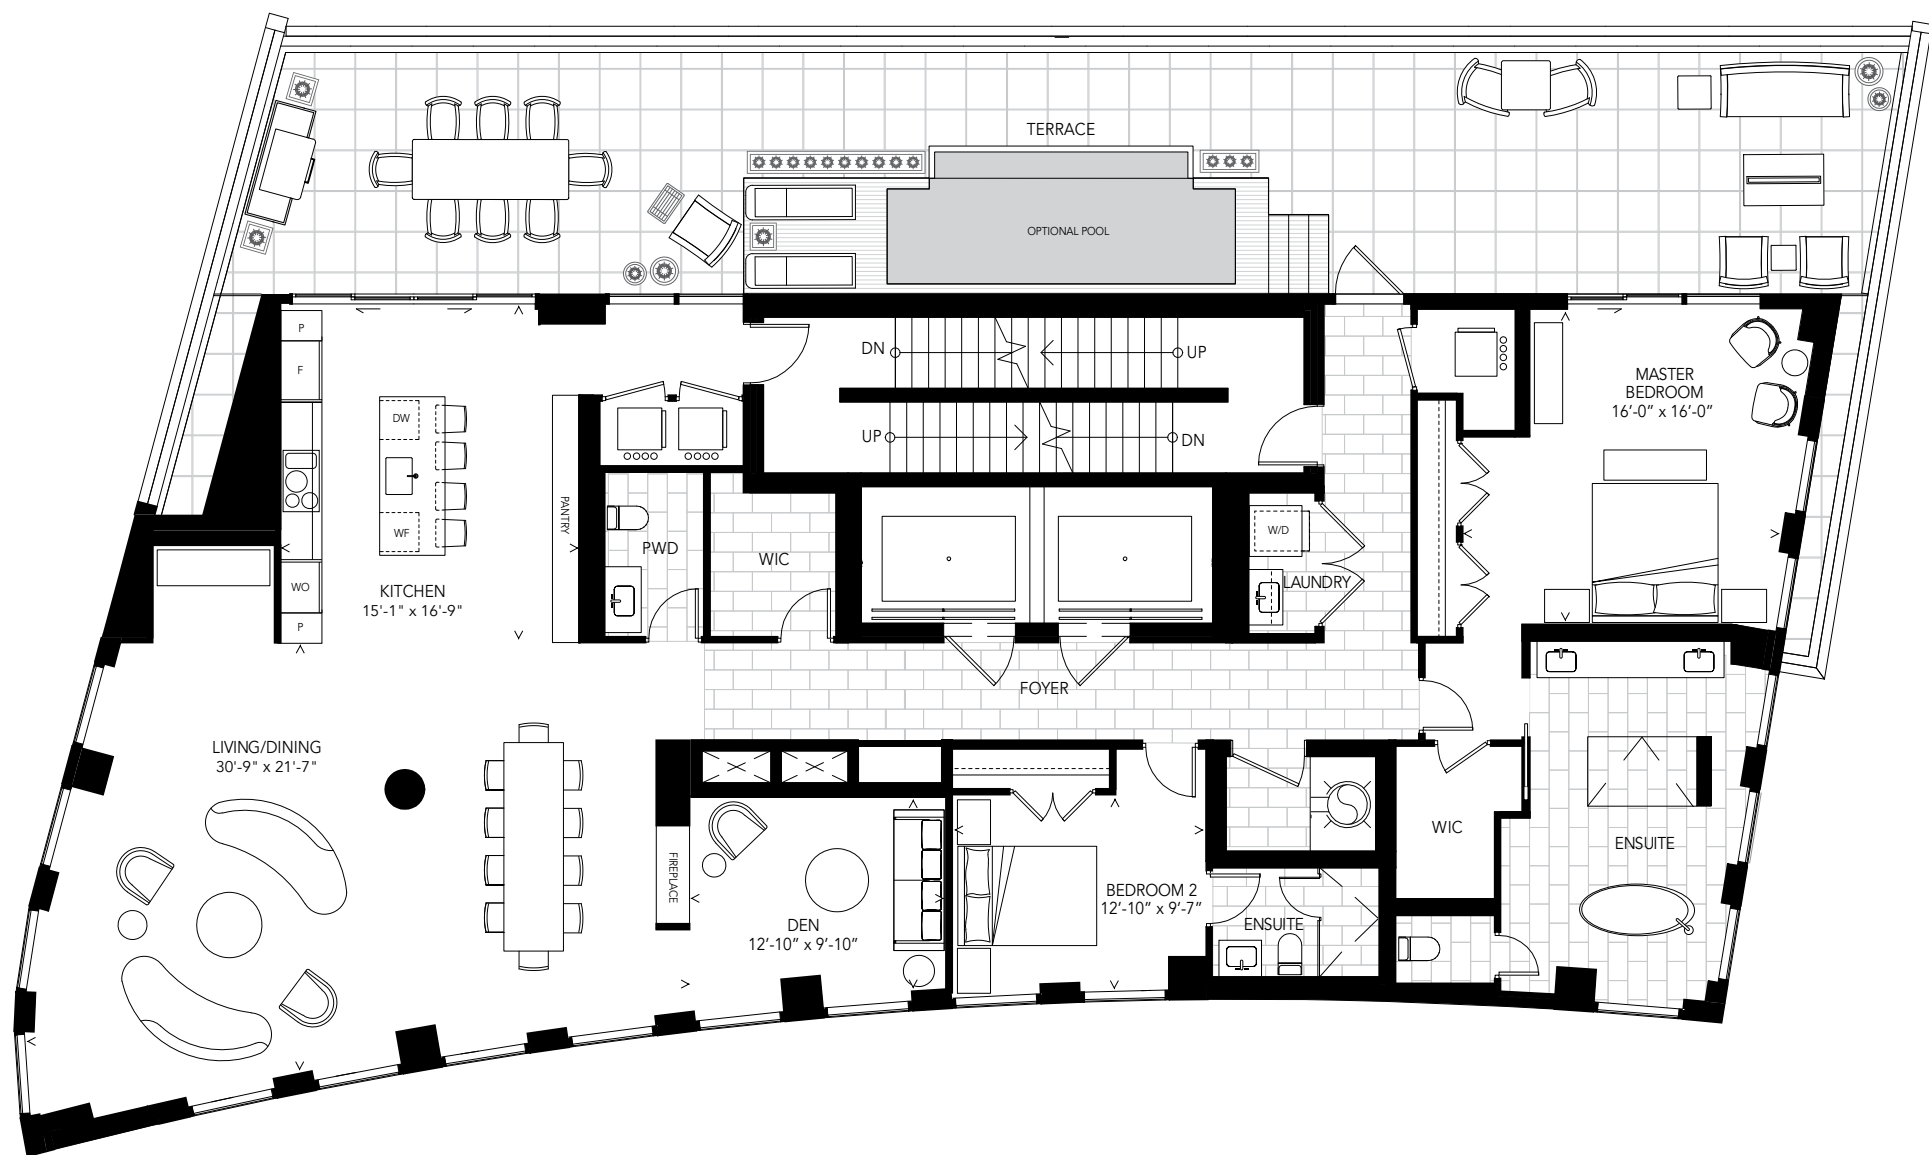 TERRACE
OPTIONAL POOL
P
F
DN
UP
UP
DN
MASTER
BEDROOM
16'-0" x 16'-0"
DW
WF
PANTRY
PWD
WIC
W/D
LAUNDRY
WO
P
KITCHEN
15'-1" x 16'-9"
FOYER
LIVING/DINING
30'-9" x 21'-7"
FIREPLACE
WIC
ENSUITE
DEN
12'-10" x 9'-10"
BEDROOM 2
12'-10" x 9'-7"
ENSUITE